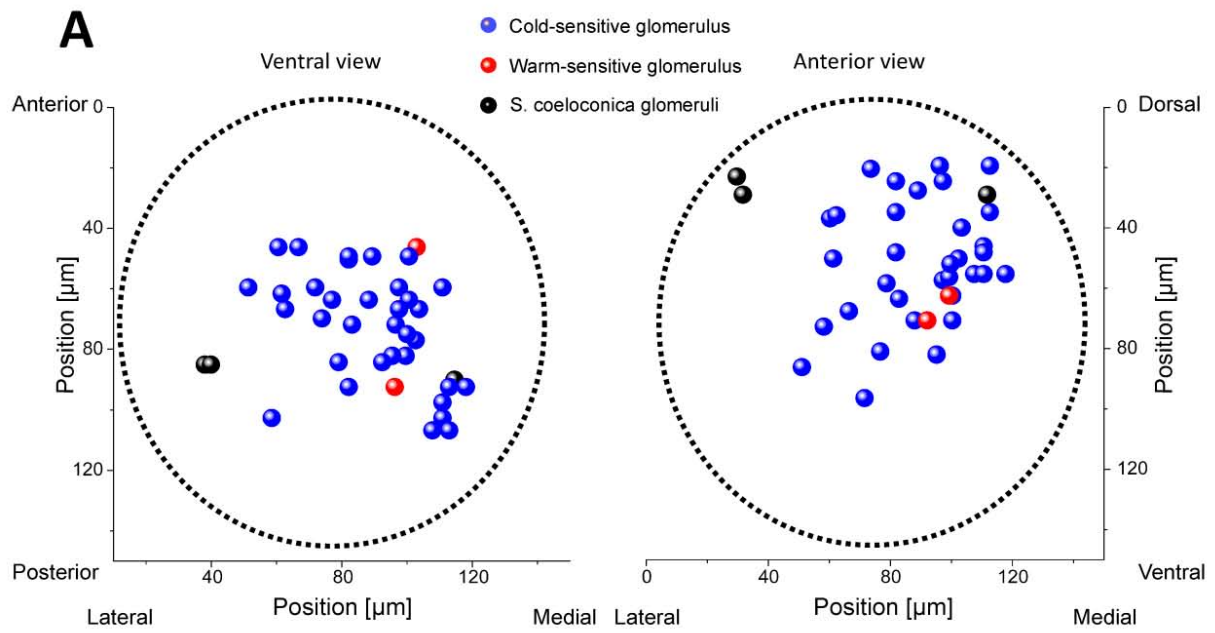 A
Cold-sensitive glomerulus
Warm-sensitive glomerulus
S. coeloconica glomeruli
Ventral view
Anterior view
Anterior
0
40
80
120
Position [µm]
Posterior
40
80
120
Lateral
Position [µm]
Medial
0
Dorsal
40
80
120
Position [µm]
Ventral
0
40
80
120
Lateral
Position [µm]
Medial